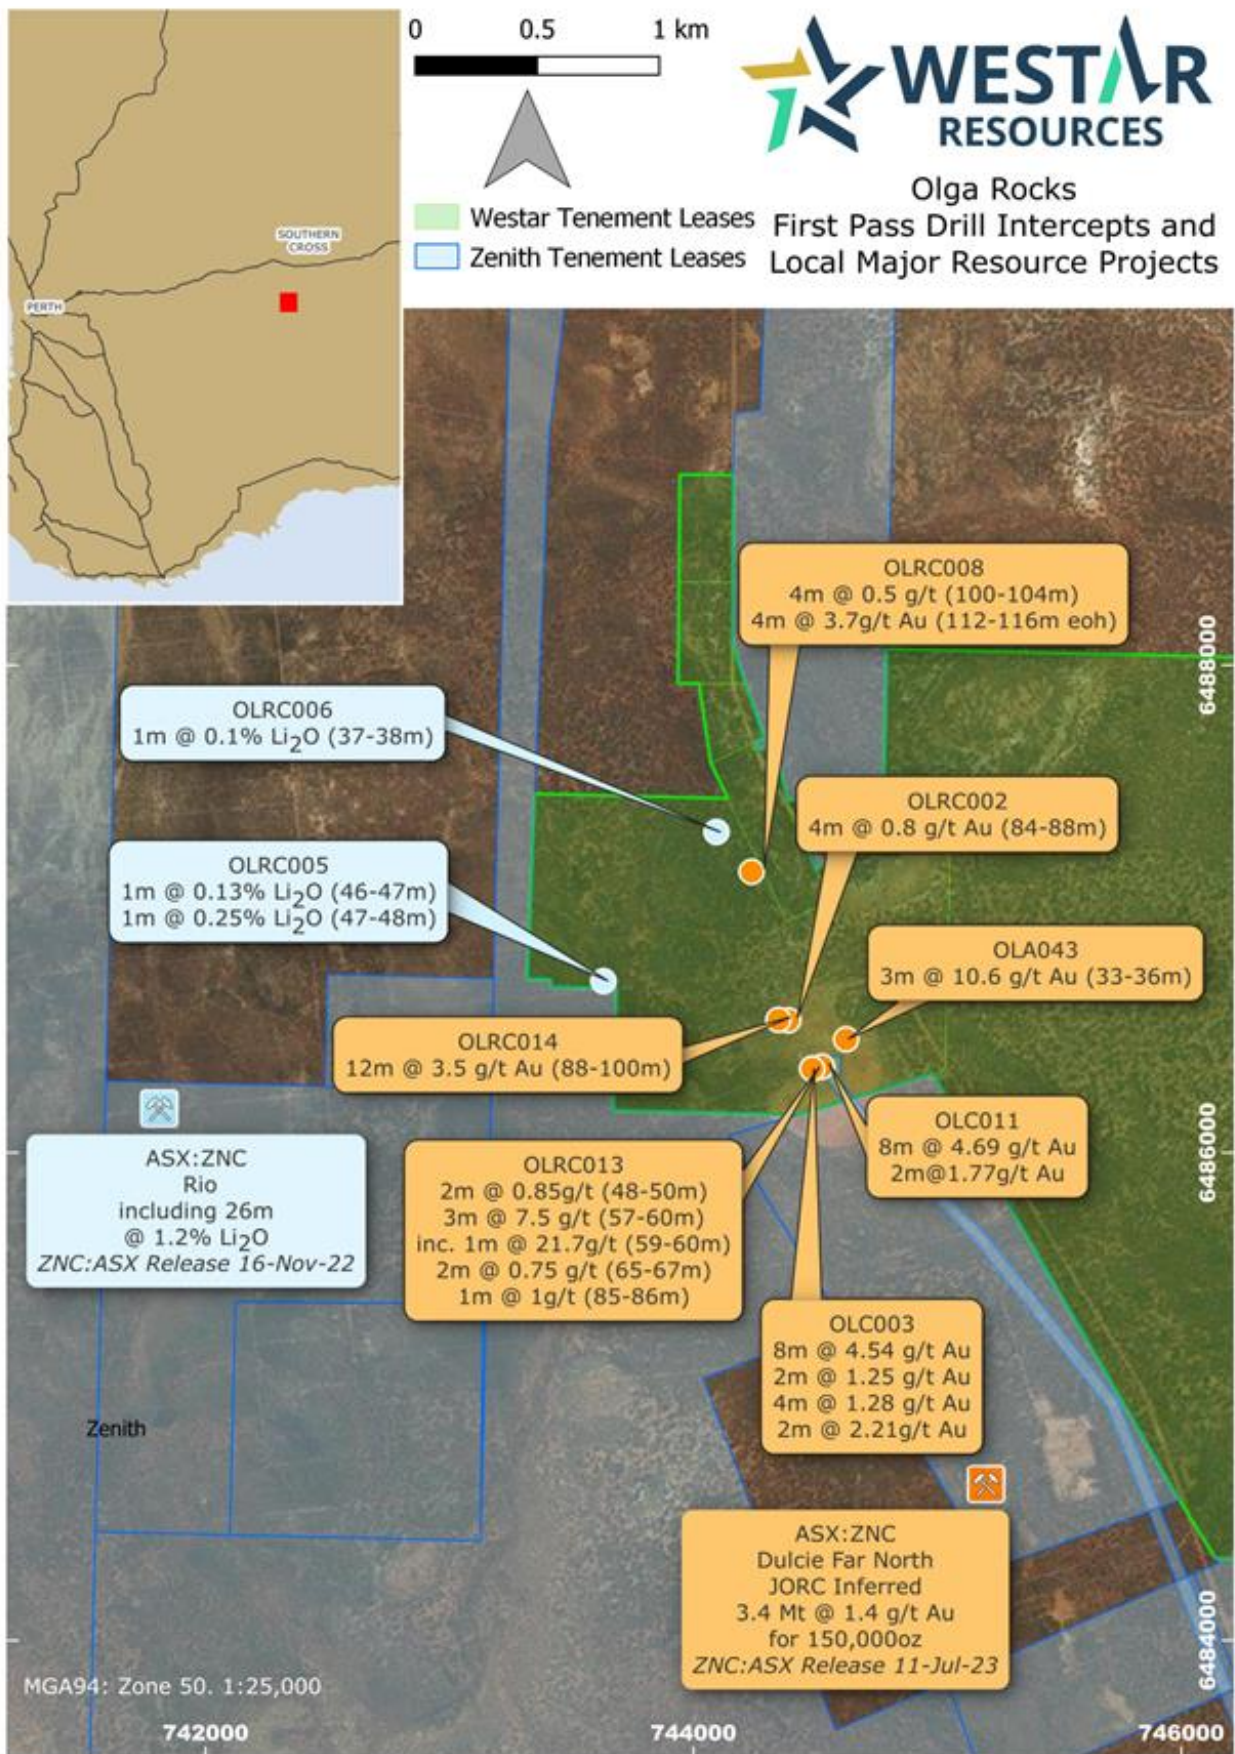 0 0.5 1 km
WESTAR
RESOURCES
Olga Rocks
First Pass Drill Intercepts and
Local Major Resource Projects
Westar Tenement Leases
Zenith Tenement Leases
SOUTHERN
CROSS
PERTH
OLRC008
4m @ 0.5 g/t (100-104m)
4m @ 3.7g/t Au (112-116m eoh)
6488000
OLRC006
1m @ 0.1% Li₂O (37-38m)
OLRC002
4m @ 0.8 g/t Au (84-88m)
OLRC005
1m @ 0.13% Li₂O (46-47m)
1m @ 0.25% Li₂O (47-48m)
OLA043
3m @ 10.6 g/t Au (33-36m)
OLRC014
12m @ 3.5 g/t Au (88-100m)
OLC011
8m @ 4.69 g/t Au
2m@1.77g/t Au
6486000
ASX:ZNC
Rio
including 26m
@ 1.2% Li₂O
ZNC:ASX Release 16-Nov-22
OLRC013
2m @ 0.85g/t (48-50m)
3m @ 7.5 g/t (57-60m)
inc. 1m @ 21.7g/t (59-60m)
2m @ 0.75 g/t (65-67m)
1m @ 1g/t (85-86m)
OLC003
8m @ 4.54 g/t Au
2m @ 1.25 g/t Au
4m @ 1.28 g/t Au
2m @ 2.21g/t Au
Zenith
ASX:ZNC
Dulcie Far North
JORC Inferred
3.4 Mt @ 1.4 g/t Au
for 150,000oz
ZNC:ASX Release 11-Jul-23
6484000
MGA94: Zone 50. 1:25,000
742000 744000 746000